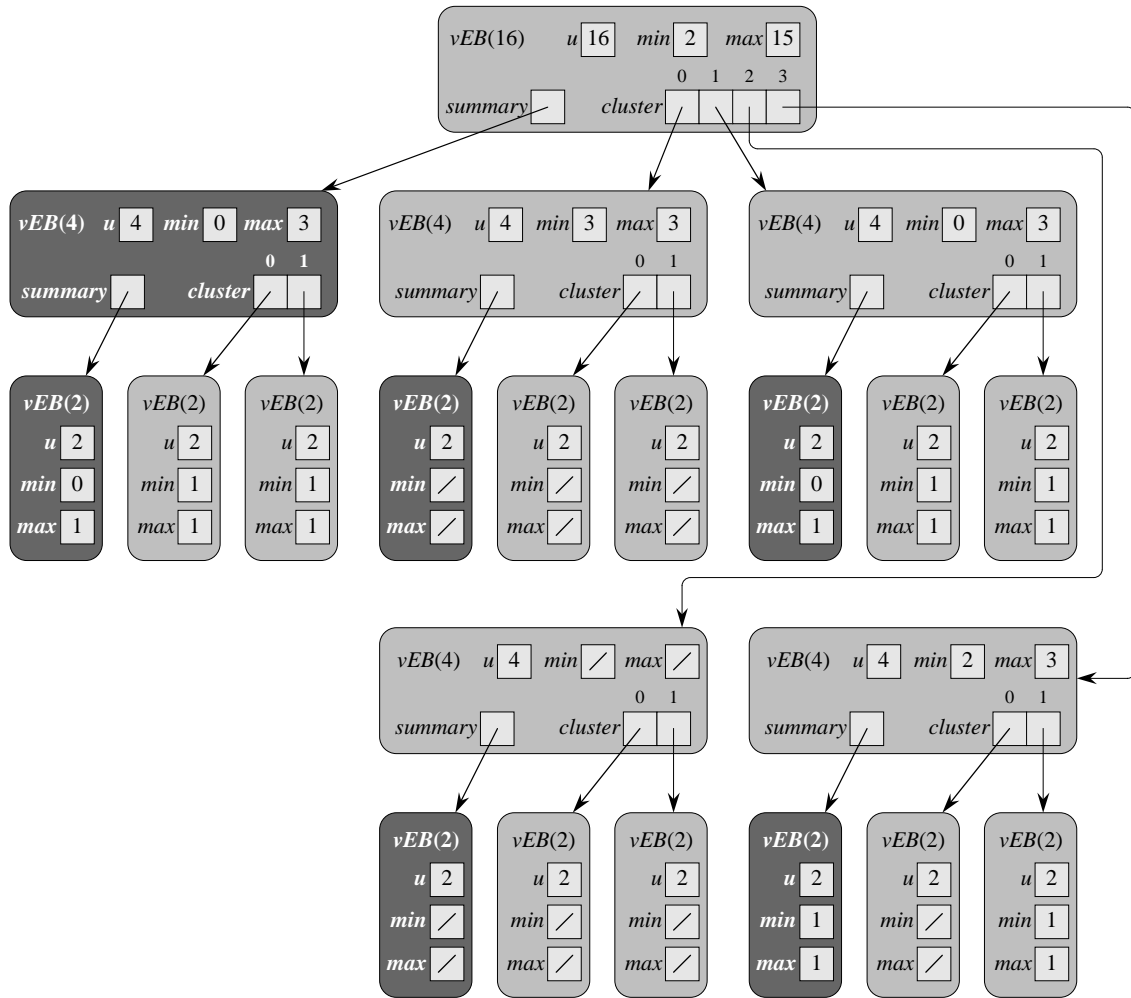 vEB(16) u 16 min 2 max 15
0 1 2 3
summary cluster
vEB(4) u 4 min 0 max 3
0 1
summary cluster
vEB(4) u 4 min 3 max 3
0 1
summary cluster
vEB(4) u 4 min 0 max 3
0 1
summary cluster
vEB(2)
u 2
min 0
max 1
vEB(2)
u 2
min 1
max 1
vEB(2)
u 2
min 1
max 1
vEB(2)
u 2
min /
max /
vEB(2)
u 2
min /
max /
vEB(2)
u 2
min /
max /
vEB(2)
u 2
min 0
max 1
vEB(2)
u 2
min 1
max 1
vEB(2)
u 2
min 1
max 1
vEB(4) u 4 min / max /
0 1
summary cluster
vEB(4) u 4 min 2 max 3
0 1
summary cluster
vEB(2)
u 2
min /
max /
vEB(2)
u 2
min /
max /
vEB(2)
u 2
min /
max /
vEB(2)
u 2
min 1
max 1
vEB(2)
u 2
min /
max /
vEB(2)
u 2
min 1
max 1